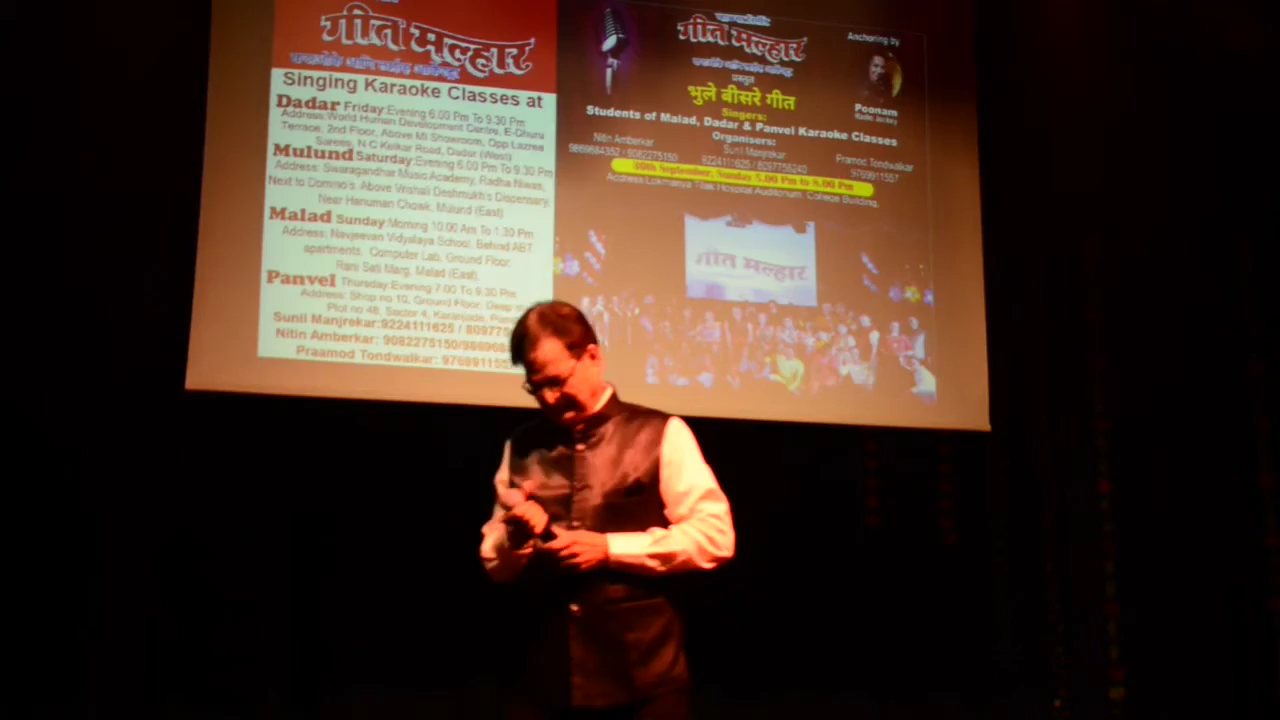 गीत मल्हार
Singing Karaoke Classes at
Dadar Friday:Evening 6.00 Pm To 9.30 Pm
Address:World Human Development Centre, E-Dhuru
Terrace, 2nd Floor, Above MI Showroom, Opp Lazree
Sarees, N C Kelkar Road, Dadar (West)
Mulund Saturday:Evening 6.00 Pm To 9.30 Pm
Address: Swaragandhar Music Academy, Radha Niwas,
Next to Domino's, Above Vrishali Deshmukh's Dispensary,
Near Hanuman Chowk, Mulund (East)
Malad Sunday:Morning 10.00 Am To 1.30 Pm
Address: Navjeevan Vidyalaya School, Behind ABT
apartments, Computer Lab, Ground Floor,
Rani Sati Marg, Malad (East),
Panvel Thursday:Evening 7.00 To 9.30 Pm
Address: Shop no 10, Ground Floor,
Plot no 48, Sector 4, Karanjade,
Sunil Manjrekar:9224111625 /
Nitin Amberkar: 9082275150/
Praamod Tondwalkar:
गीत मल्हार
प्रस्तुत
भुले बीसरे गीत
Anchoring by
Poonam
Radio Jockey
Singers:
Students of Malad, Dadar & Panvel Karaoke Classes
Organisers:
Nitin Amberkar
9869684352 / 9082275150
Sunil Manjrekar
9224111625 / 8097755240
Pramod Tondwalkar
9769911557
30th September, Sunday 5.00 Pm to 8.00 Pm
Address:Lokmanya Tilak Hospital Auditorium, College Building,
गीत मल्हार